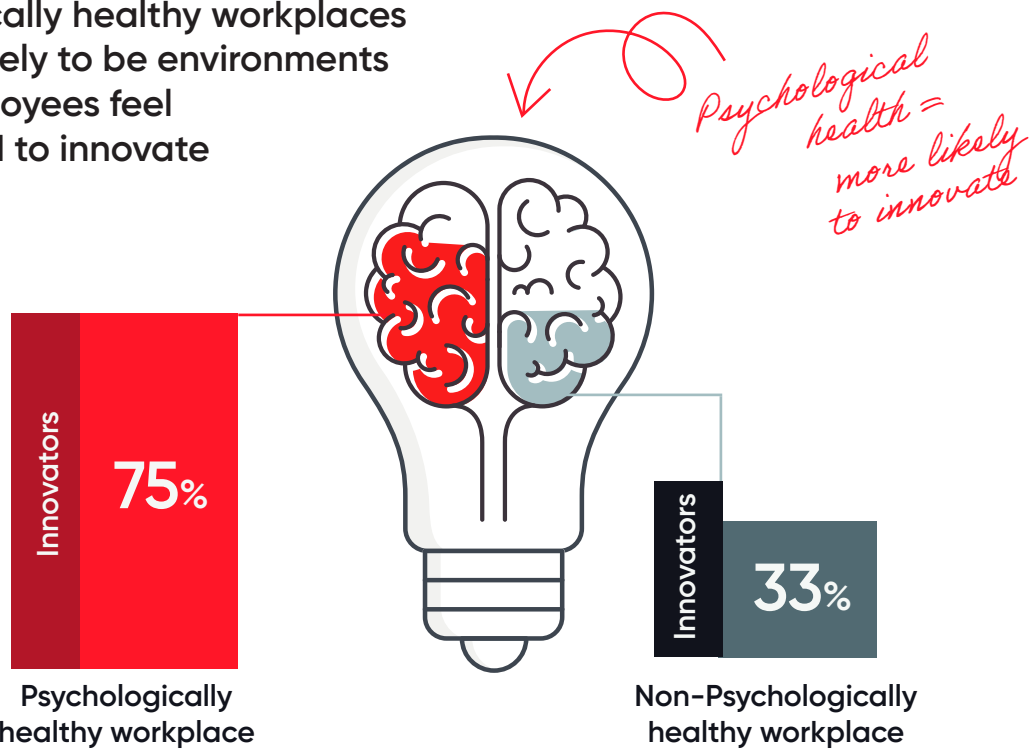 cally healthy workplaces
ely to be environments
oyees feel
to innovate
Psychological
health =
more likely
to innovate
Innovators
75%
Innovators
33%
Psychologically
healthy workplace
Non-Psychologically
healthy workplace